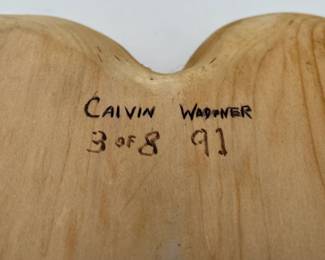 CALVIN WAGONER
3 OF 8 91